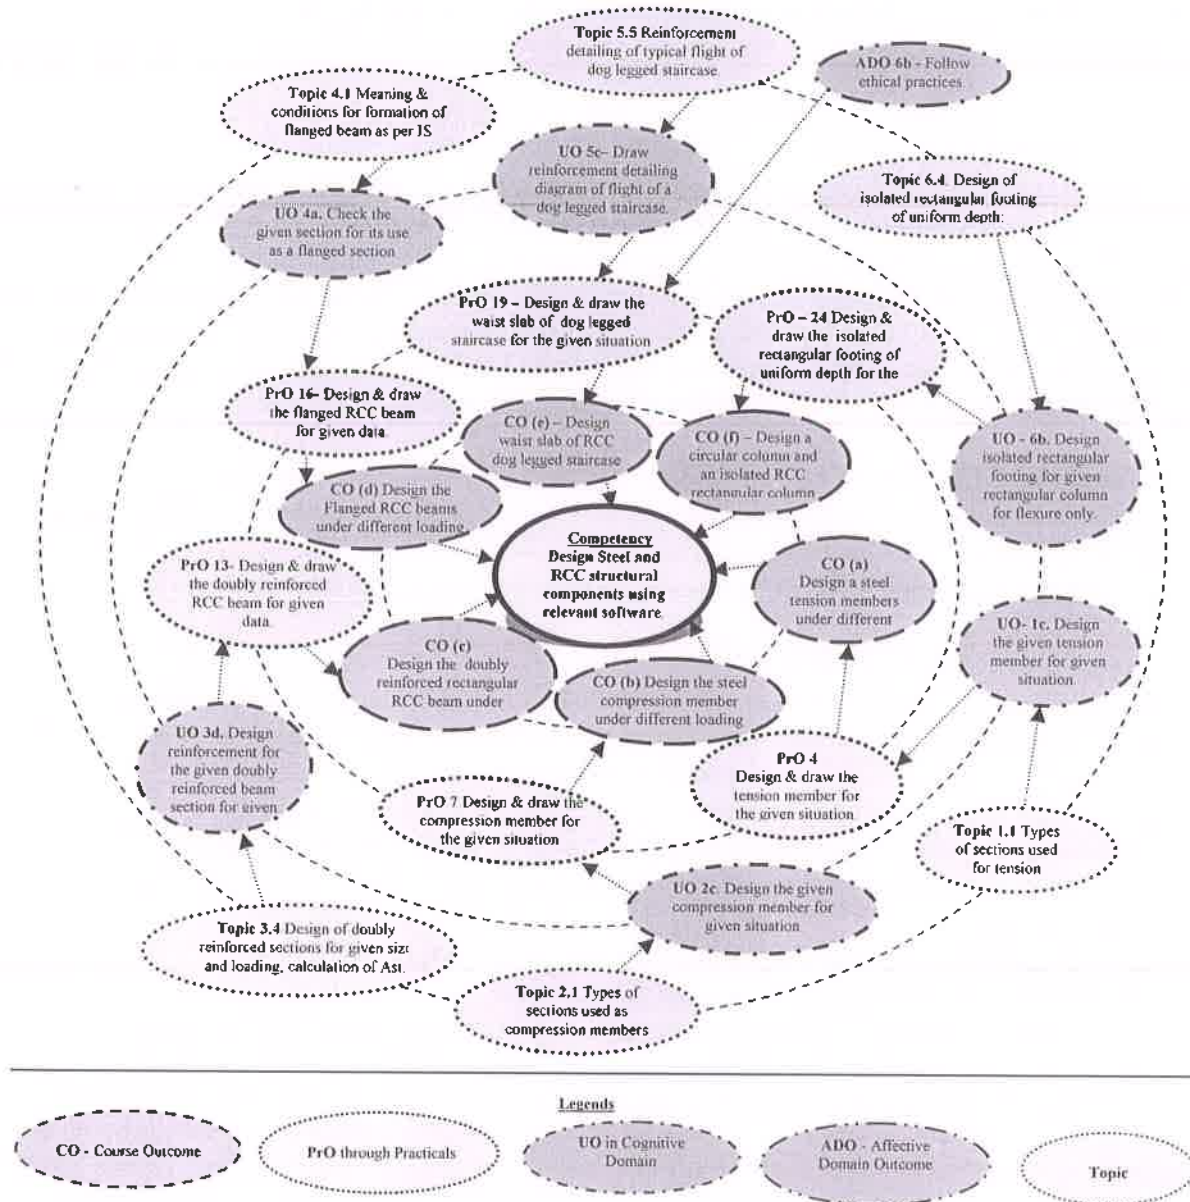 Topic 5.5 Reinforcement
detailing of typical flight of
dog legged staircase.
ADO 6b - Follow
ethical practices.
Topic 4.1 Meaning &
conditions for formation of
flanged beam as per IS
UO 5c– Draw
reinforcement detailing
diagram of flight of a
dog legged staircase.
Topic 6.4. Design of
isolated rectangular footing
of uniform depth:
UO 4a. Check the
given section for its use
as a flanged section
PrO 19 – Design & draw the
waist slab of dog legged
staircase for the given situation
PrO – 24 Design &
draw the isolated
rectangular footing of
uniform depth for the
PrO 16– Design & draw
the flanged RCC beam
for given data.
CO (e) – Design
waist slab of RCC
dog legged staircase
CO (f) – Design a
circular column and
an isolated RCC
rectangular column
UO - 6b. Design
isolated rectangular
footing for given
rectangular column
for flexure only.
CO (d) Design the
Flanged RCC beams
under different loading.
Competency
Design Steel and
RCC structural
components using
relevant software
PrO 13- Design & draw
the doubly reinforced
RCC beam for given
data.
CO (a)
Design a steel
tension members
under different
CO (c)
Design the doubly
reinforced rectangular
RCC beam under
CO (b) Design the steel
compression member
under different loading
UO- 1c. Design
the given tension
member for given
situation.
UO 3d. Design
reinforcement for
the given doubly
reinforced beam
section for given
PrO 4
Design & draw the
tension member for
the given situation.
PrO 7 Design & draw the
compression member for
the given situation
Topic 1.1 Types
of sections used
for tension
UO 2c. Design the given
compression member for
given situation
Topic 3.4 Design of
doubly
reinforced sections for given size
and loading, calculation of Ast.
Topic 2.1 Types of
sections used as
compression members
Legends
CO - Course Outcome
PrO through Practicals
UO in Cognitive
Domain
ADO - Affective
Domain Outcome
Topic